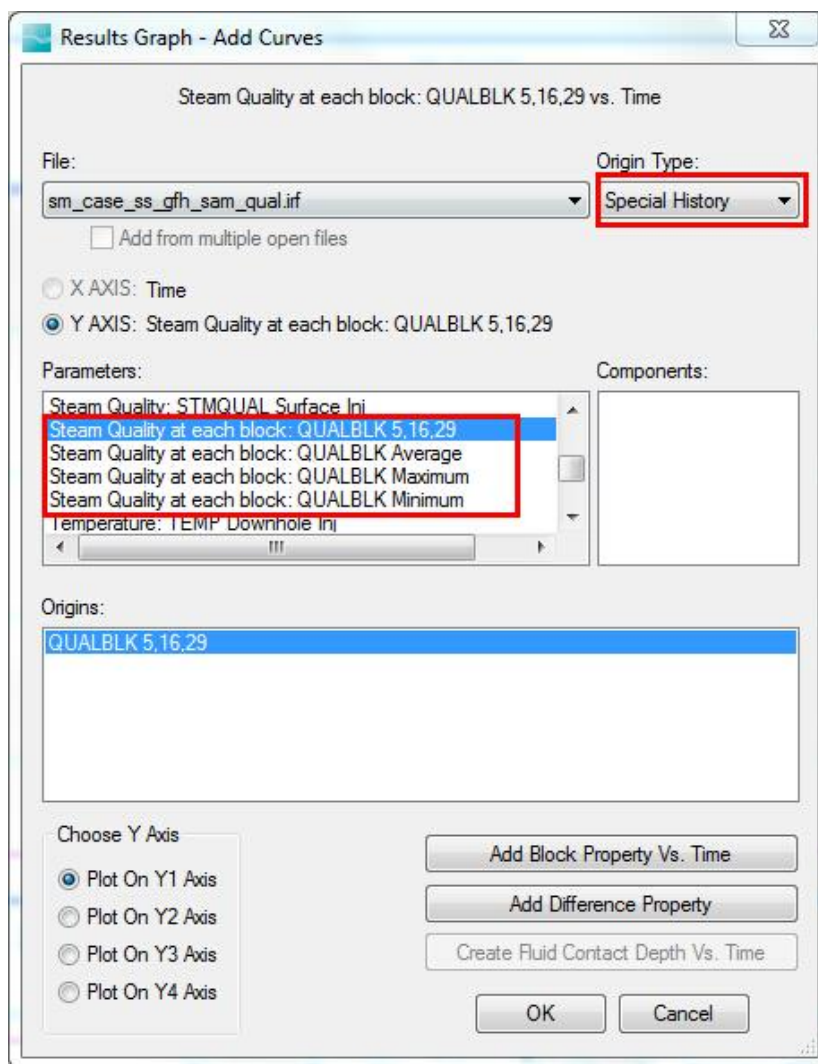 Results Graph - Add Curves
Steam Quality at each block: QUALBLK 5,16,29 vs. Time
File:
Origin Type:
sm_case_ss_gfh_sam_qual.irf
Special History
Add from multiple open files
X AXIS: Time
Y AXIS: Steam Quality at each block: QUALBLK 5,16,29
Parameters:
Components:
Steam Quality: STMQUAL Surface Inj
Steam Quality at each block: QUALBLK 5,16,29
Steam Quality at each block: QUALBLK Average
Steam Quality at each block: QUALBLK Maximum
Steam Quality at each block: QUALBLK Minimum
Temperature: TEMP Downhole Inj
Origins:
QUALBLK 5,16,29
Choose Y Axis
Plot On Y1 Axis
Plot On Y2 Axis
Plot On Y3 Axis
Plot On Y4 Axis
Add Block Property Vs. Time
Add Difference Property
Create Fluid Contact Depth Vs. Time
OK
Cancel